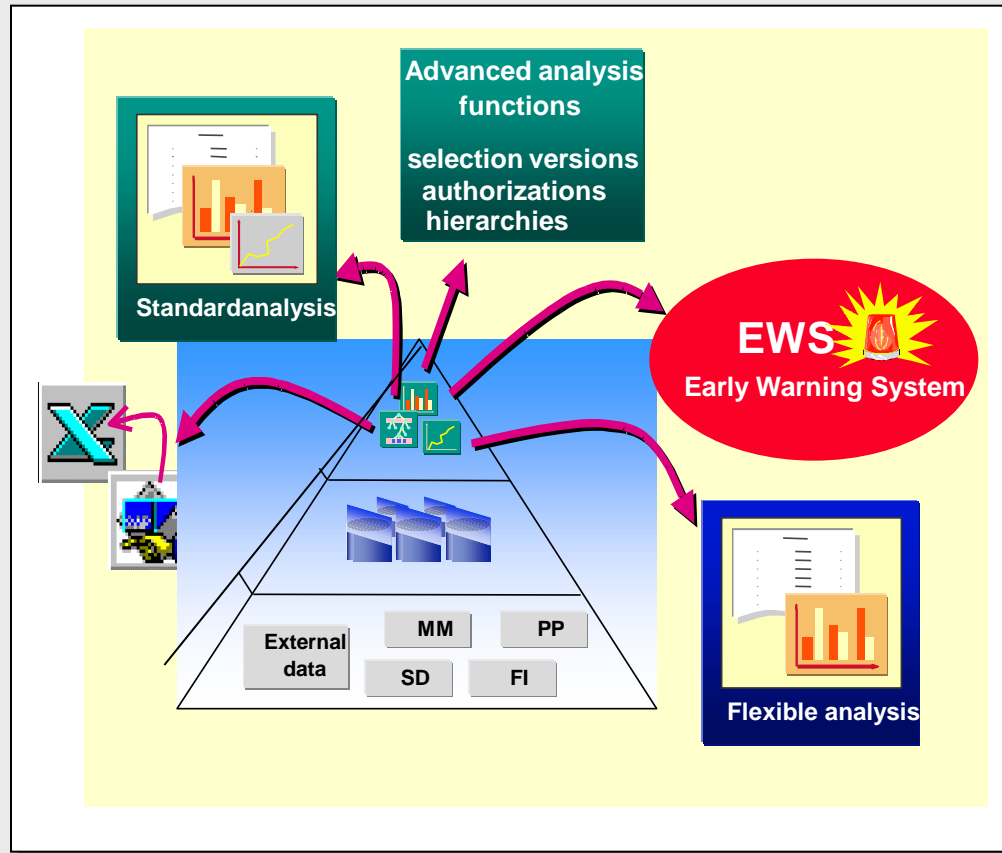 Advanced analysis
functions
selection versions
authorizations
hierarchies
Standardanalysis
EWS
Early Warning System
X
External
data
MM
PP
SD
FI
Flexible analysis